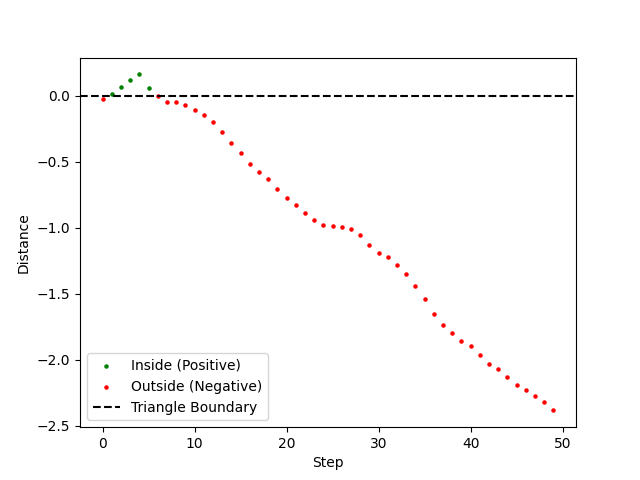 0.0
−0.5
−1.0
−1.5
−2.0
−2.5
Distance
Inside (Positive)
Outside (Negative)
Triangle Boundary
0
10
20
30
40
50
Step